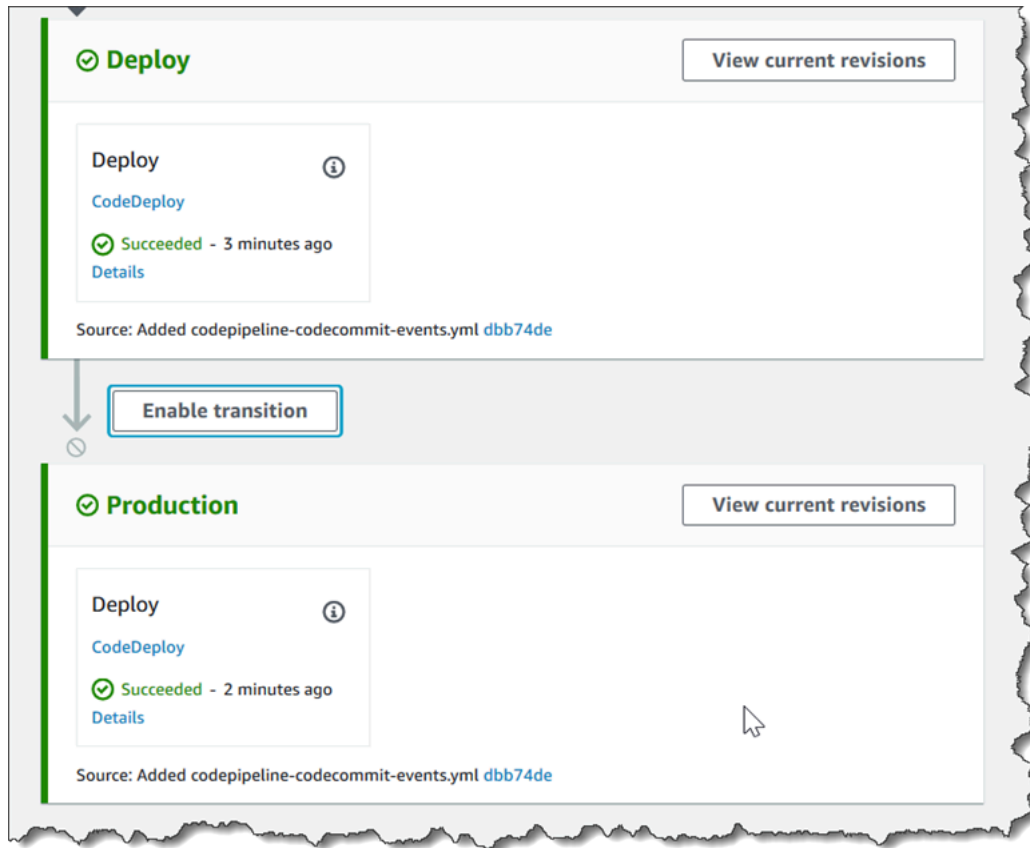 Deploy
View current revisions
Deploy
CodeDeploy
Succeeded - 3 minutes ago
Details
Source: Added codepipeline-codecommit-events.yml dbb74de
Enable transition
Production
View current revisions
Deploy
CodeDeploy
Succeeded - 2 minutes ago
Details
Source: Added codepipeline-codecommit-events.yml dbb74de